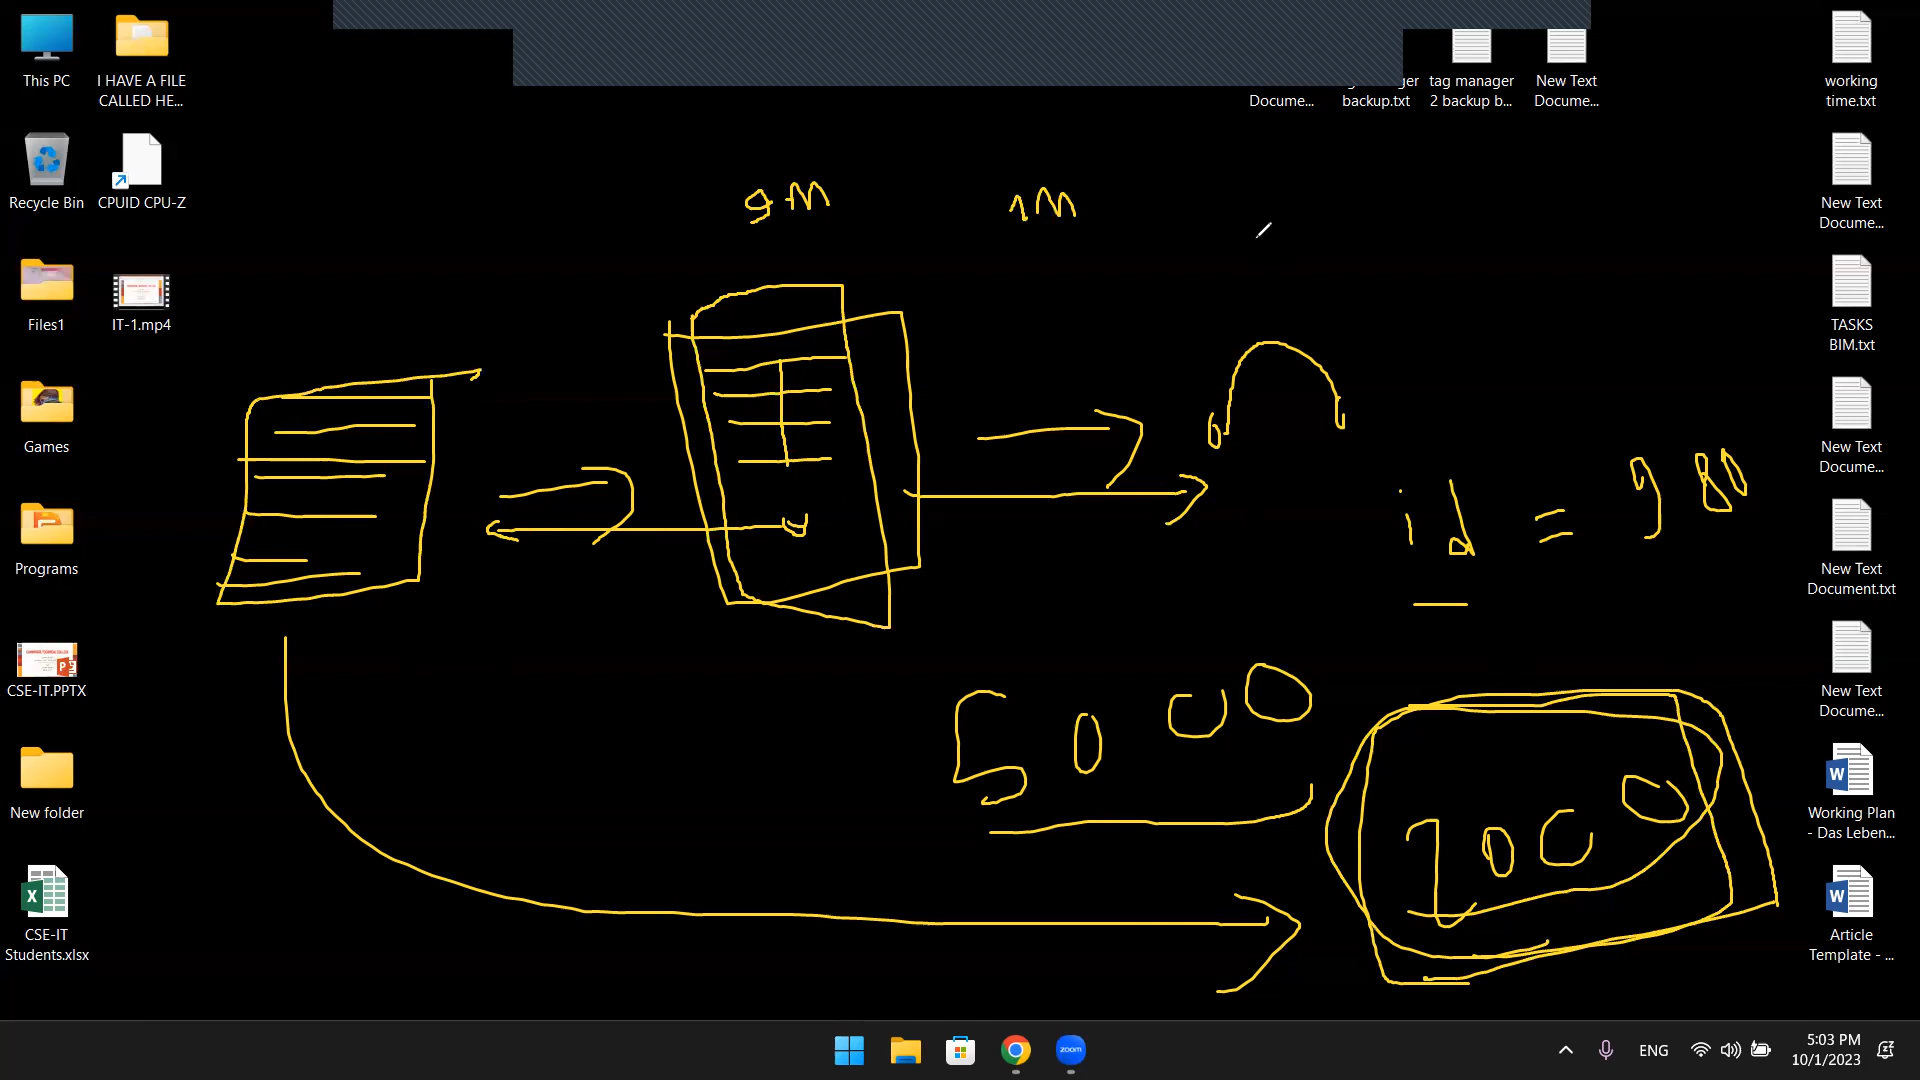 This PC
I HAVE A FILE
CALLED HE...
Recycle Bin
CPUID CPU-Z
Files1
IT-1.mp4
Games
Programs
CSE-IT.PPTX
New folder
CSE-IT
Students.xlsx
Docume...
backup.txt
tag manager
2 backup b...
New Text
Docume...
working
time.txt
New Text
Docume...
TASKS
BIM.txt
New Text
Docume...
New Text
Document.txt
New Text
Docume...
Working Plan
- Das Leben...
Article
Template - ...
9M
1M
id = 980
5000
ENG
5:03 PM
10/1/2023
zoom